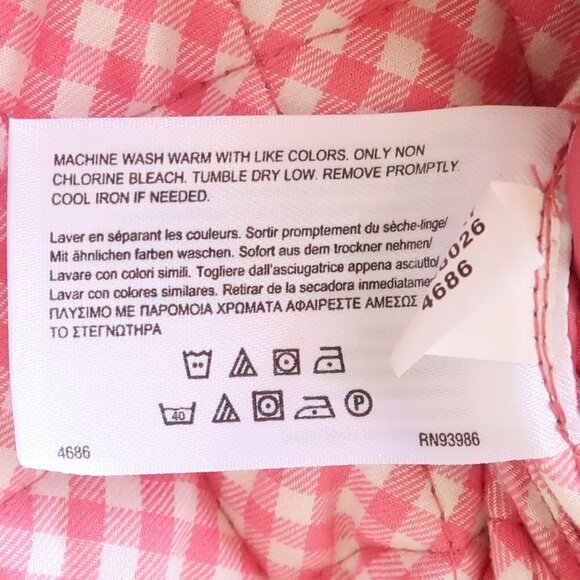 MACHINE WASH WARM WITH LIKE COLORS. ONLY NON
CHLORINE BLEACH. TUMBLE DRY LOW. REMOVE PROMPTLY.
COOL IRON IF NEEDED.
Laver en séparant les couleurs. Sortir promptement du sèche-linge/
Mit ähnlichen farben waschen. Sofort aus dem trockner nehmen/
Lavare con colori simili. Togliere dall'asciugatrice appena asciutto/
Lavar con colores similares. Retirar de la secadora
ΠΛΥΣΙΜΟ ΜΕ ΠΑΡΟΜΟΙΑ ΧΡΩΜΑΤΑ ΑΦΑΙΡΕΣΤΕ ΑΜΕΣΩΣ
ΤΟ ΣΤΕΓΝΩΤΗΡΑ
40 P
4686 RN93986
4686